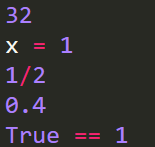 32
x = 1
1/2
0.4
True == 1